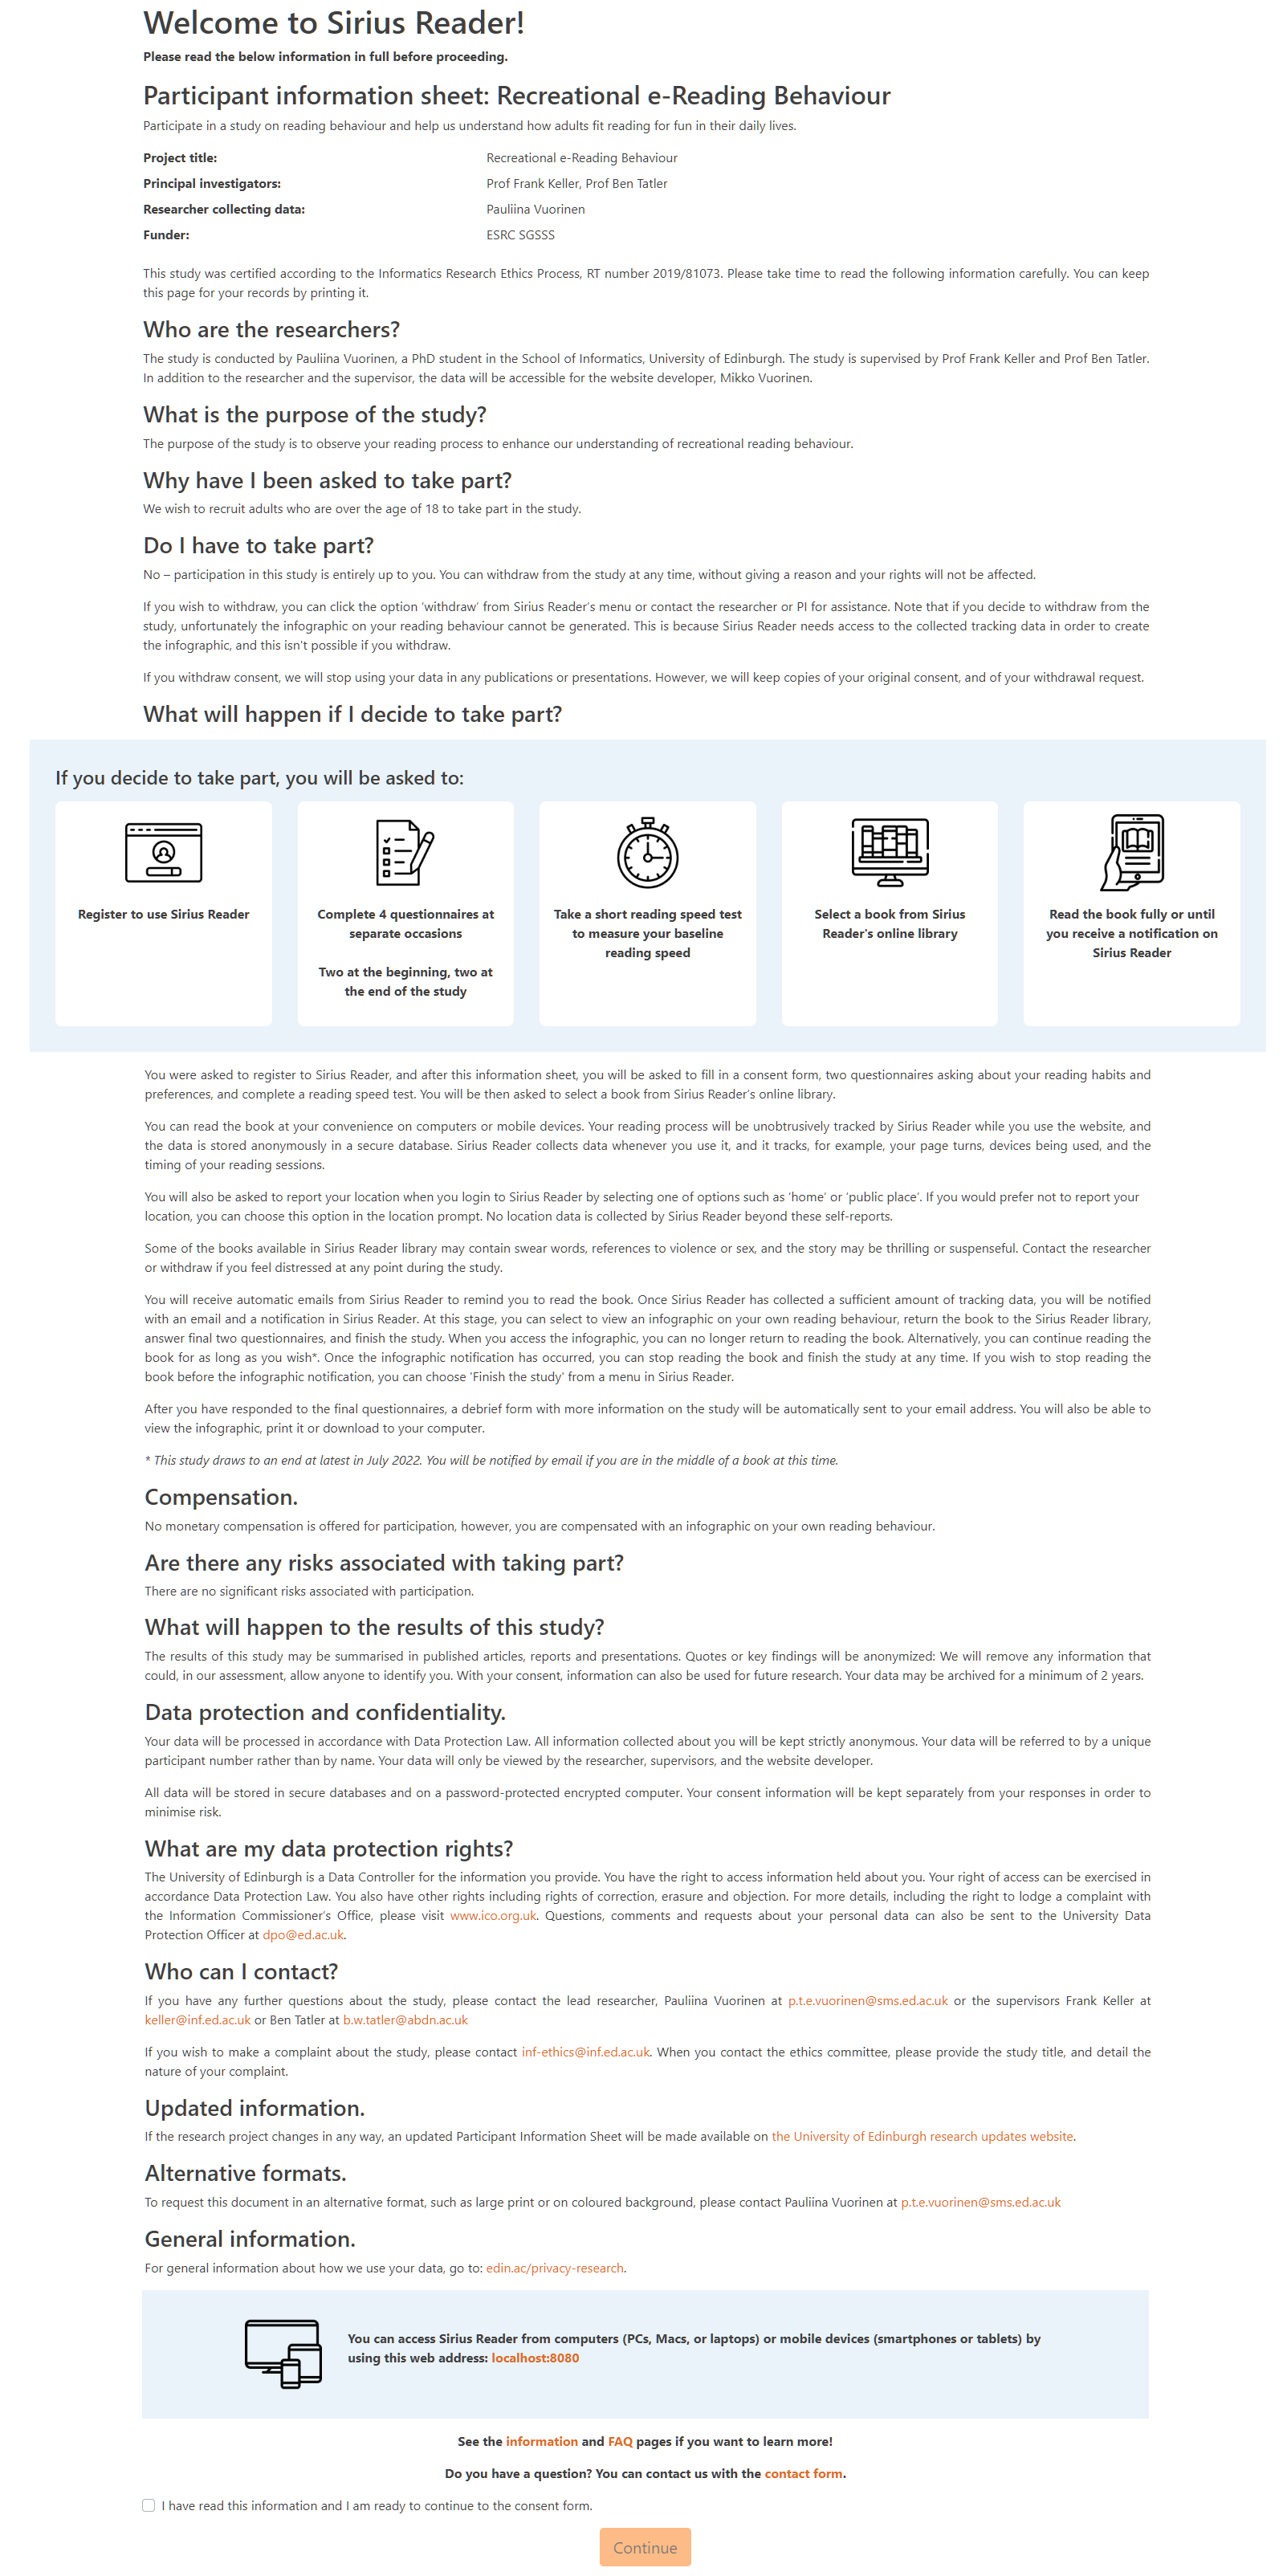 Welcome to Sirius Reader!
Please read the below information in full before proceeding.
Participant information sheet: Recreational e-Reading Behaviour
Participate in a study on reading behaviour and help us understand how adults fit reading for fun in their daily lives.
Project title: Recreational e-Reading Behaviour
Principal investigators: Prof Frank Keller, Prof Ben Tatler
Researcher collecting data: Pauliina Vuorinen
Funder: ESRC SGSSS
This study was certified according to the Informatics Research Ethics Process, RT number 2019/81073. Please take time to read the following information carefully. You can keep
this page for your records by printing it.
Who are the researchers?
The study is conducted by Pauliina Vuorinen, a PhD student in the School of Informatics, University of Edinburgh. The study is supervised by Prof Frank Keller and Prof Ben Tatler.
In addition to the researcher and the supervisor, the data will be accessible for the website developer, Mikko Vuorinen.
What is the purpose of the study?
The purpose of the study is to observe your reading process to enhance our understanding of recreational reading behaviour.
Why have I been asked to take part?
We wish to recruit adults who are over the age of 18 to take part in the study.
Do I have to take part?
No – participation in this study is entirely up to you. You can withdraw from the study at any time, without giving a reason and your rights will not be affected.
If you wish to withdraw, you can click the option ‘withdraw’ from Sirius Reader's menu or contact the researcher or PI for assistance. Note that if you decide to withdraw from the
study, unfortunately the infographic on your reading behaviour cannot be generated. This is because Sirius Reader needs access to the collected tracking data in order to create
the infographic, and this isn't possible if you withdraw.
If you withdraw consent, we will stop using your data in any publications or presentations. However, we will keep copies of your original consent, and of your withdrawal request.
What will happen if I decide to take part?
If you decide to take part, you will be asked to:
Register to use Sirius Reader
Complete 4 questionnaires at
separate occasions
Two at the beginning, two at
the end of the study
Take a short reading speed test
to measure your baseline
reading speed
Select a book from Sirius
Reader's online library
Read the book fully or until
you receive a notification on
Sirius Reader
You were asked to register to Sirius Reader, and after this information sheet, you will be asked to fill in a consent form, two questionnaires asking about your reading habits and
preferences, and complete a reading speed test. You will be then asked to select a book from Sirius Reader's online library.
You can read the book at your convenience on computers or mobile devices. Your reading process will be unobtrusively tracked by Sirius Reader while you use the website, and
the data is stored anonymously in a secure database. Sirius Reader collects data whenever you use it, and it tracks, for example, your page turns, devices being used, and the
timing of your reading sessions.
You will also be asked to report your location when you login to Sirius Reader by selecting one of options such as ‘home’ or ‘public place’. If you would prefer not to report your
location, you can choose this option in the location prompt. No location data is collected by Sirius Reader beyond these self-reports.
Some of the books available in Sirius Reader library may contain swear words, references to violence or sex, and the story may be thrilling or suspenseful. Contact the researcher
or withdraw if you feel distressed at any point during the study.
You will receive automatic emails from Sirius Reader to remind you to read the book. Once Sirius Reader has collected a sufficient amount of tracking data, you will be notified
with an email and a notification in Sirius Reader. At this stage, you can select to view an infographic on your own reading behaviour, return the book to the Sirius Reader library,
answer final two questionnaires, and finish the study. When you access the infographic, you can no longer return to reading the book. Alternatively, you can continue reading the
book for as long as you wish*. Once the infographic notification has occurred, you can stop reading the book and finish the study at any time. If you wish to stop reading the
book before the infographic notification, you can choose 'Finish the study' from a menu in Sirius Reader.
After you have responded to the final questionnaires, a debrief form with more information on the study will be automatically sent to your email address. You will also be able to
view the infographic, print it or download to your computer.
* This study draws to an end at latest in July 2022. You will be notified by email if you are in the middle of a book at this time.
Compensation.
No monetary compensation is offered for participation, however, you are compensated with an infographic on your own reading behaviour.
Are there any risks associated with taking part?
There are no significant risks associated with participation.
What will happen to the results of this study?
The results of this study may be summarised in published articles, reports and presentations. Quotes or key findings will be anonymized: We will remove any information that
could, in our assessment, allow anyone to identify you. With your consent, information can also be used for future research. Your data may be archived for a minimum of 2 years.
Data protection and confidentiality.
Your data will be processed in accordance with Data Protection Law. All information collected about you will be kept strictly anonymous. Your data will be referred to by a unique
participant number rather than by name. Your data will only be viewed by the researcher, supervisors, and the website developer.
All data will be stored in secure databases and on a password-protected encrypted computer. Your consent information will be kept separately from your responses in order to
minimise risk.
What are my data protection rights?
The University of Edinburgh is a Data Controller for the information you provide. You have the right to access information held about you. Your right of access can be exercised in
accordance Data Protection Law. You also have other rights including rights of correction, erasure and objection. For more details, including the right to lodge a complaint with
the Information Commissioner's Office, please visit www.ico.org.uk. Questions, comments and requests about your personal data can also be sent to the University Data
Protection Officer at dpo@ed.ac.uk.
Who can I contact?
If you have any further questions about the study, please contact the lead researcher, Pauliina Vuorinen at p.t.e.vuorinen@sms.ed.ac.uk or the supervisors Frank Keller at
keller@inf.ed.ac.uk or Ben Tatler at b.w.tatler@abdn.ac.uk
If you wish to make a complaint about the study, please contact inf-ethics@inf.ed.ac.uk. When you contact the ethics committee, please provide the study title, and detail the
nature of your complaint.
Updated information.
If the research project changes in any way, an updated Participant Information Sheet will be made available on the University of Edinburgh research updates website.
Alternative formats.
To request this document in an alternative format, such as large print or on coloured background, please contact Pauliina Vuorinen at p.t.e.vuorinen@sms.ed.ac.uk
General information.
For general information about how we use your data, go to: edin.ac/privacy-research.
You can access Sirius Reader from computers (PCs, Macs, or laptops) or mobile devices (smartphones or tablets) by
using this web address: localhost:8080
See the information and FAQ pages if you want to learn more!
Do you have a question? You can contact us with the contact form.
I have read this information and I am ready to continue to the consent form.
Continue